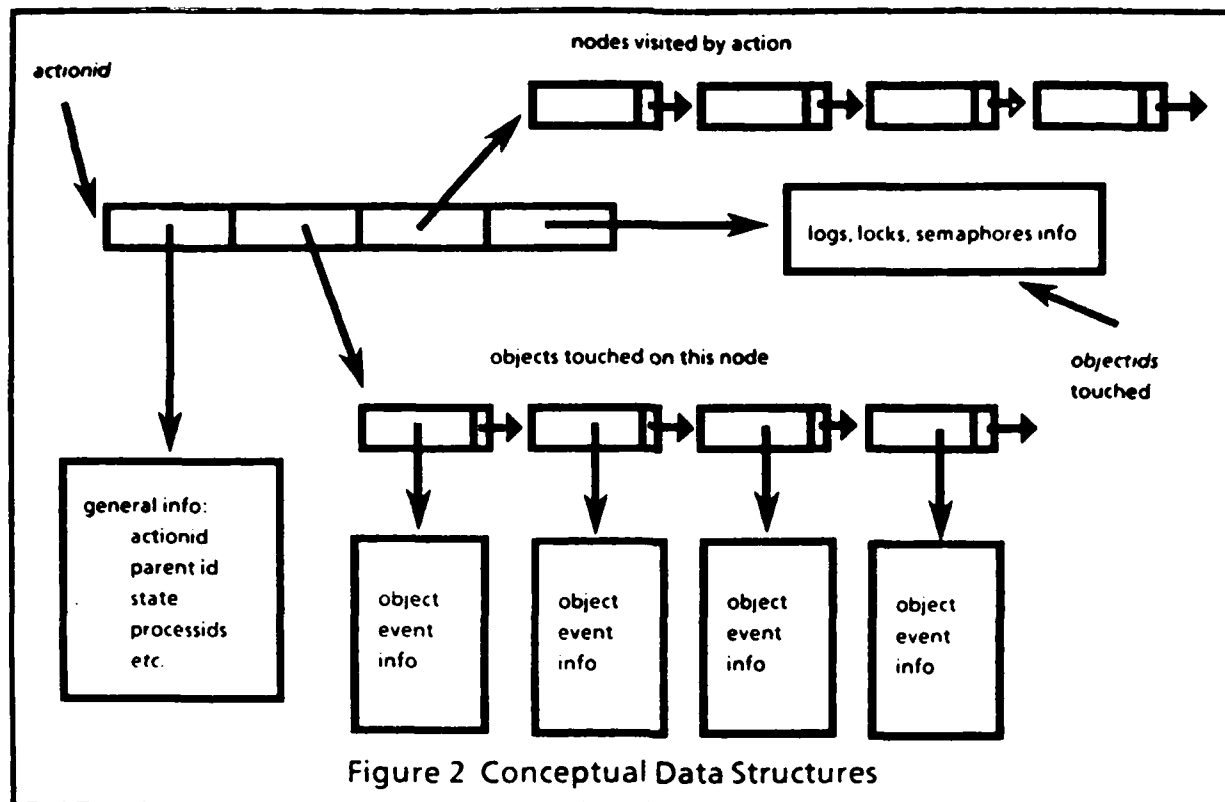 nodes visited by action
actionid
logs, locks, semaphores info
objects touched on this node
objectids
touched
general info:
actionid
parent id
state
processids
etc.
object
event
info
object
event
info
object
event
info
object
event
info
Figure 2 Conceptual Data Structures